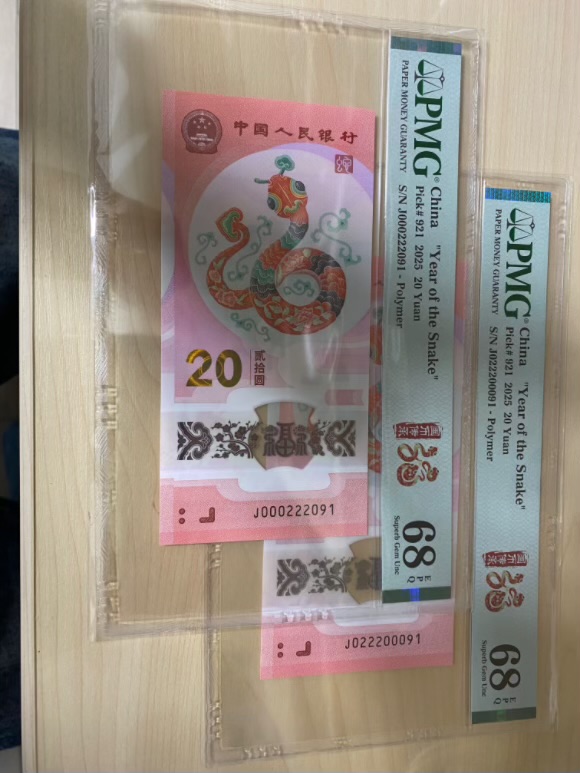 中国人民银行
20
贰拾圆
J000222091
PMG®
PAPER MONEY GUARANTY
China "Year of the Snake"
Pick# 921 2025 20 Yuan
S/N J000222091 - Polymer
68 EPQ
Superb Gem Unc
J022200091
PMG®
PAPER MONEY GUARANTY
China "Year of the Snake"
Pick# 921 2025 20 Yuan
S/N J022200091 - Polymer
68 EPQ
Superb Gem Unc